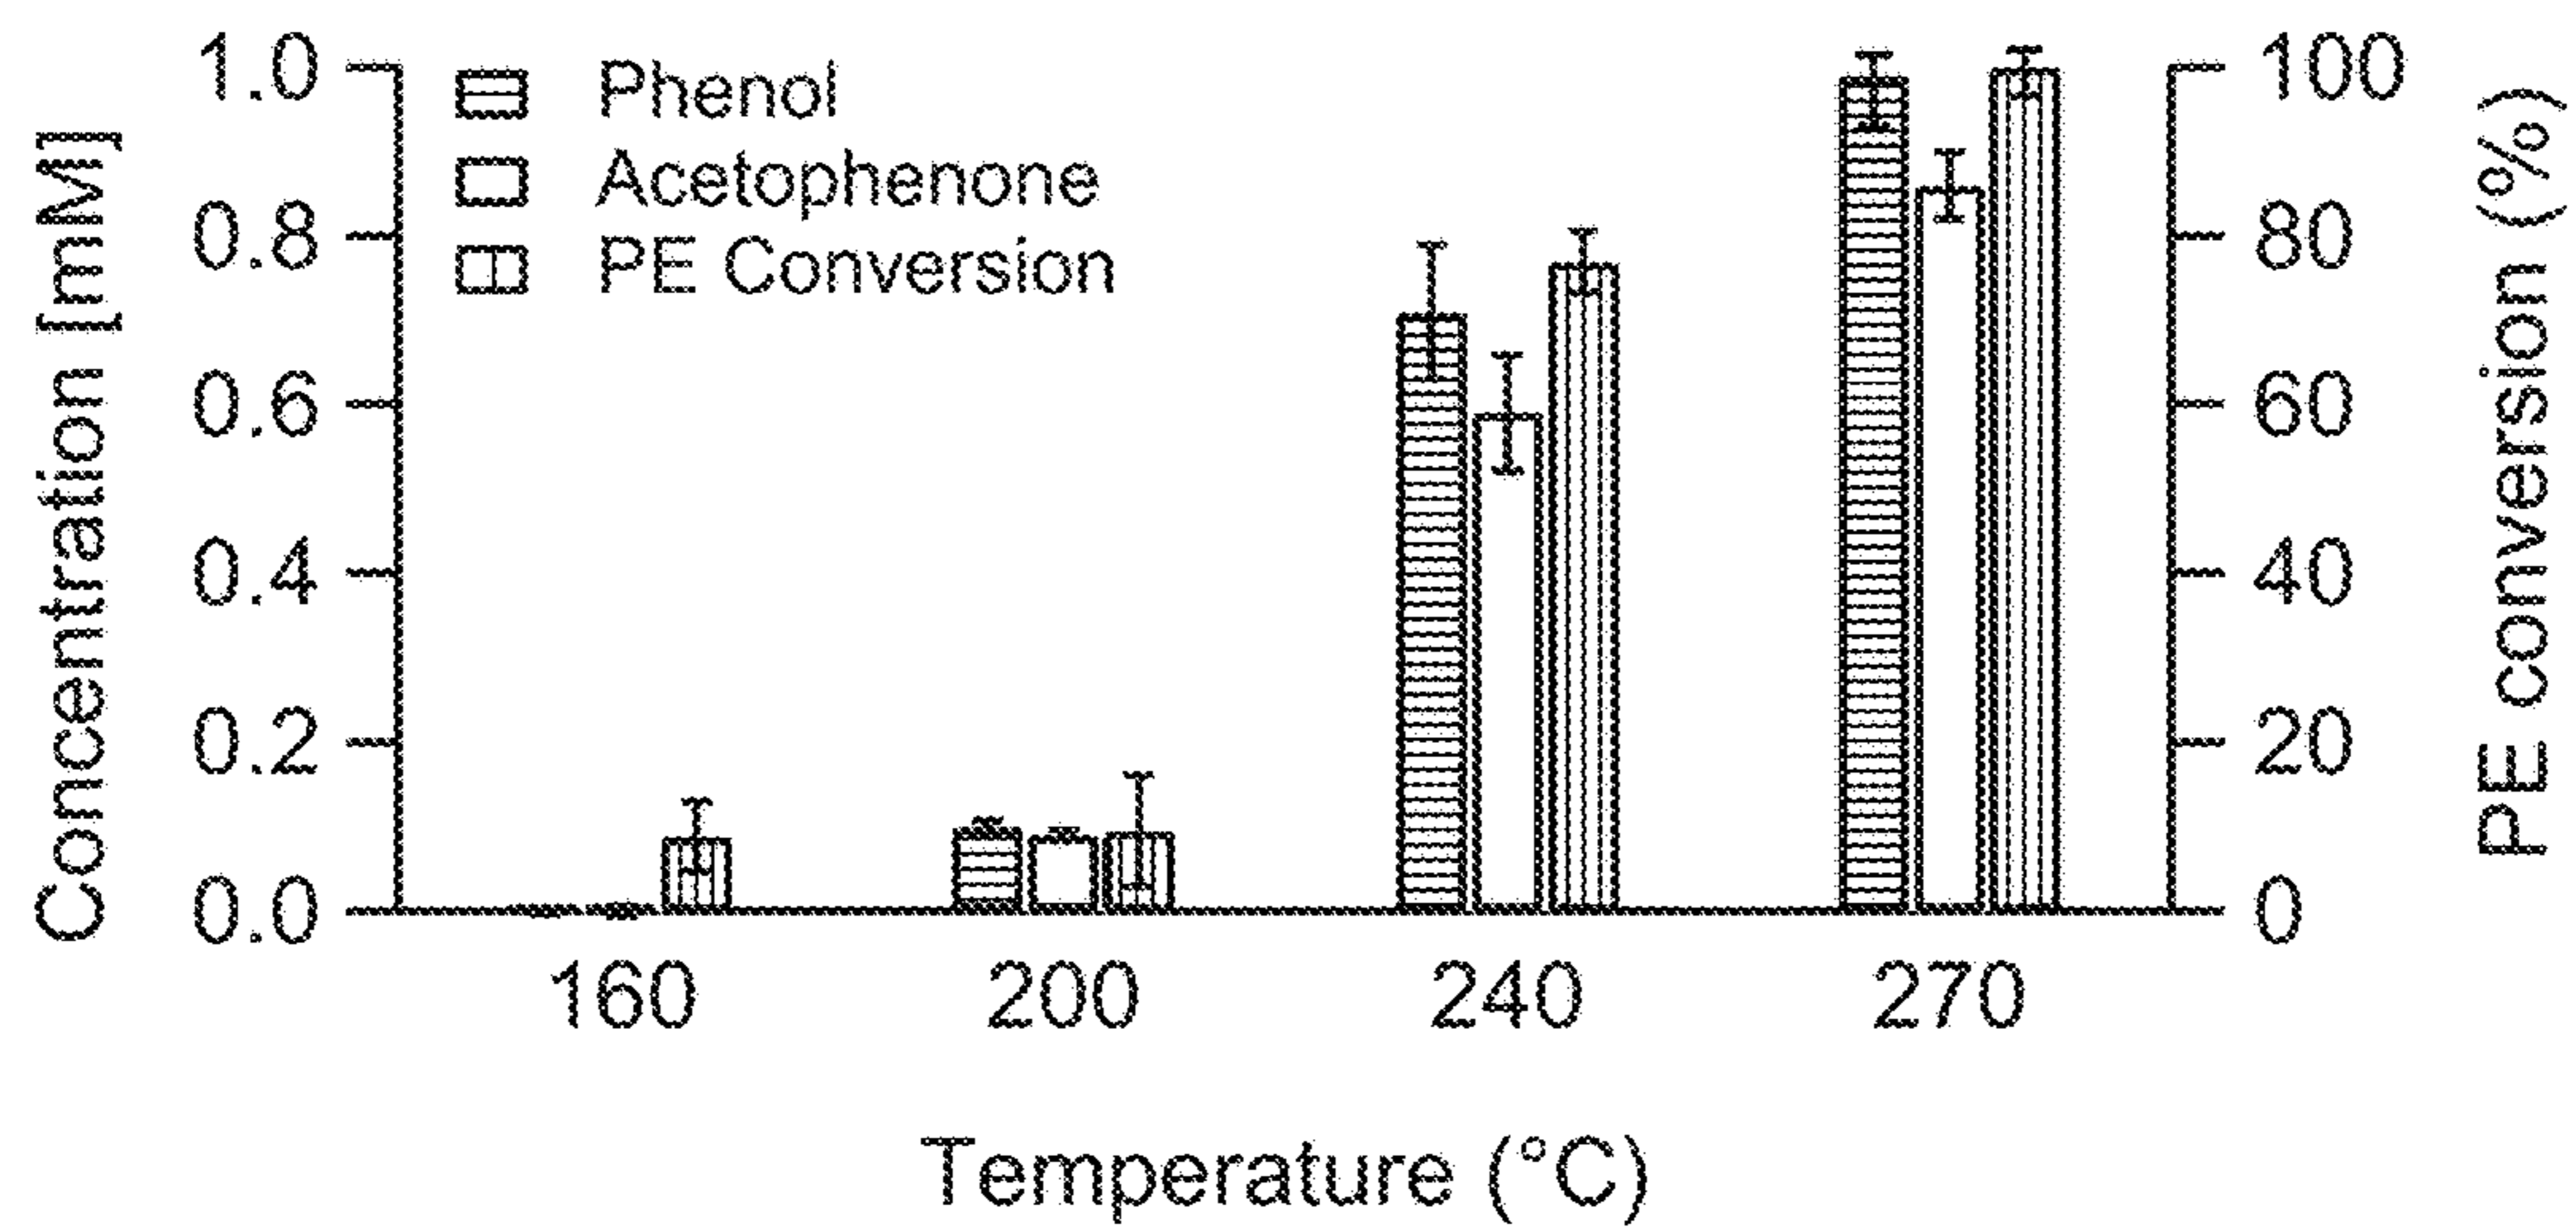 Concentration [mM]
1.0
0.8
0.6
0.4
0.2
0.0
Phenol
Acetophenone
PE Conversion
100
80
60
40
20
0
PE conversion (%)
160 200 240 270
Temperature (°C)